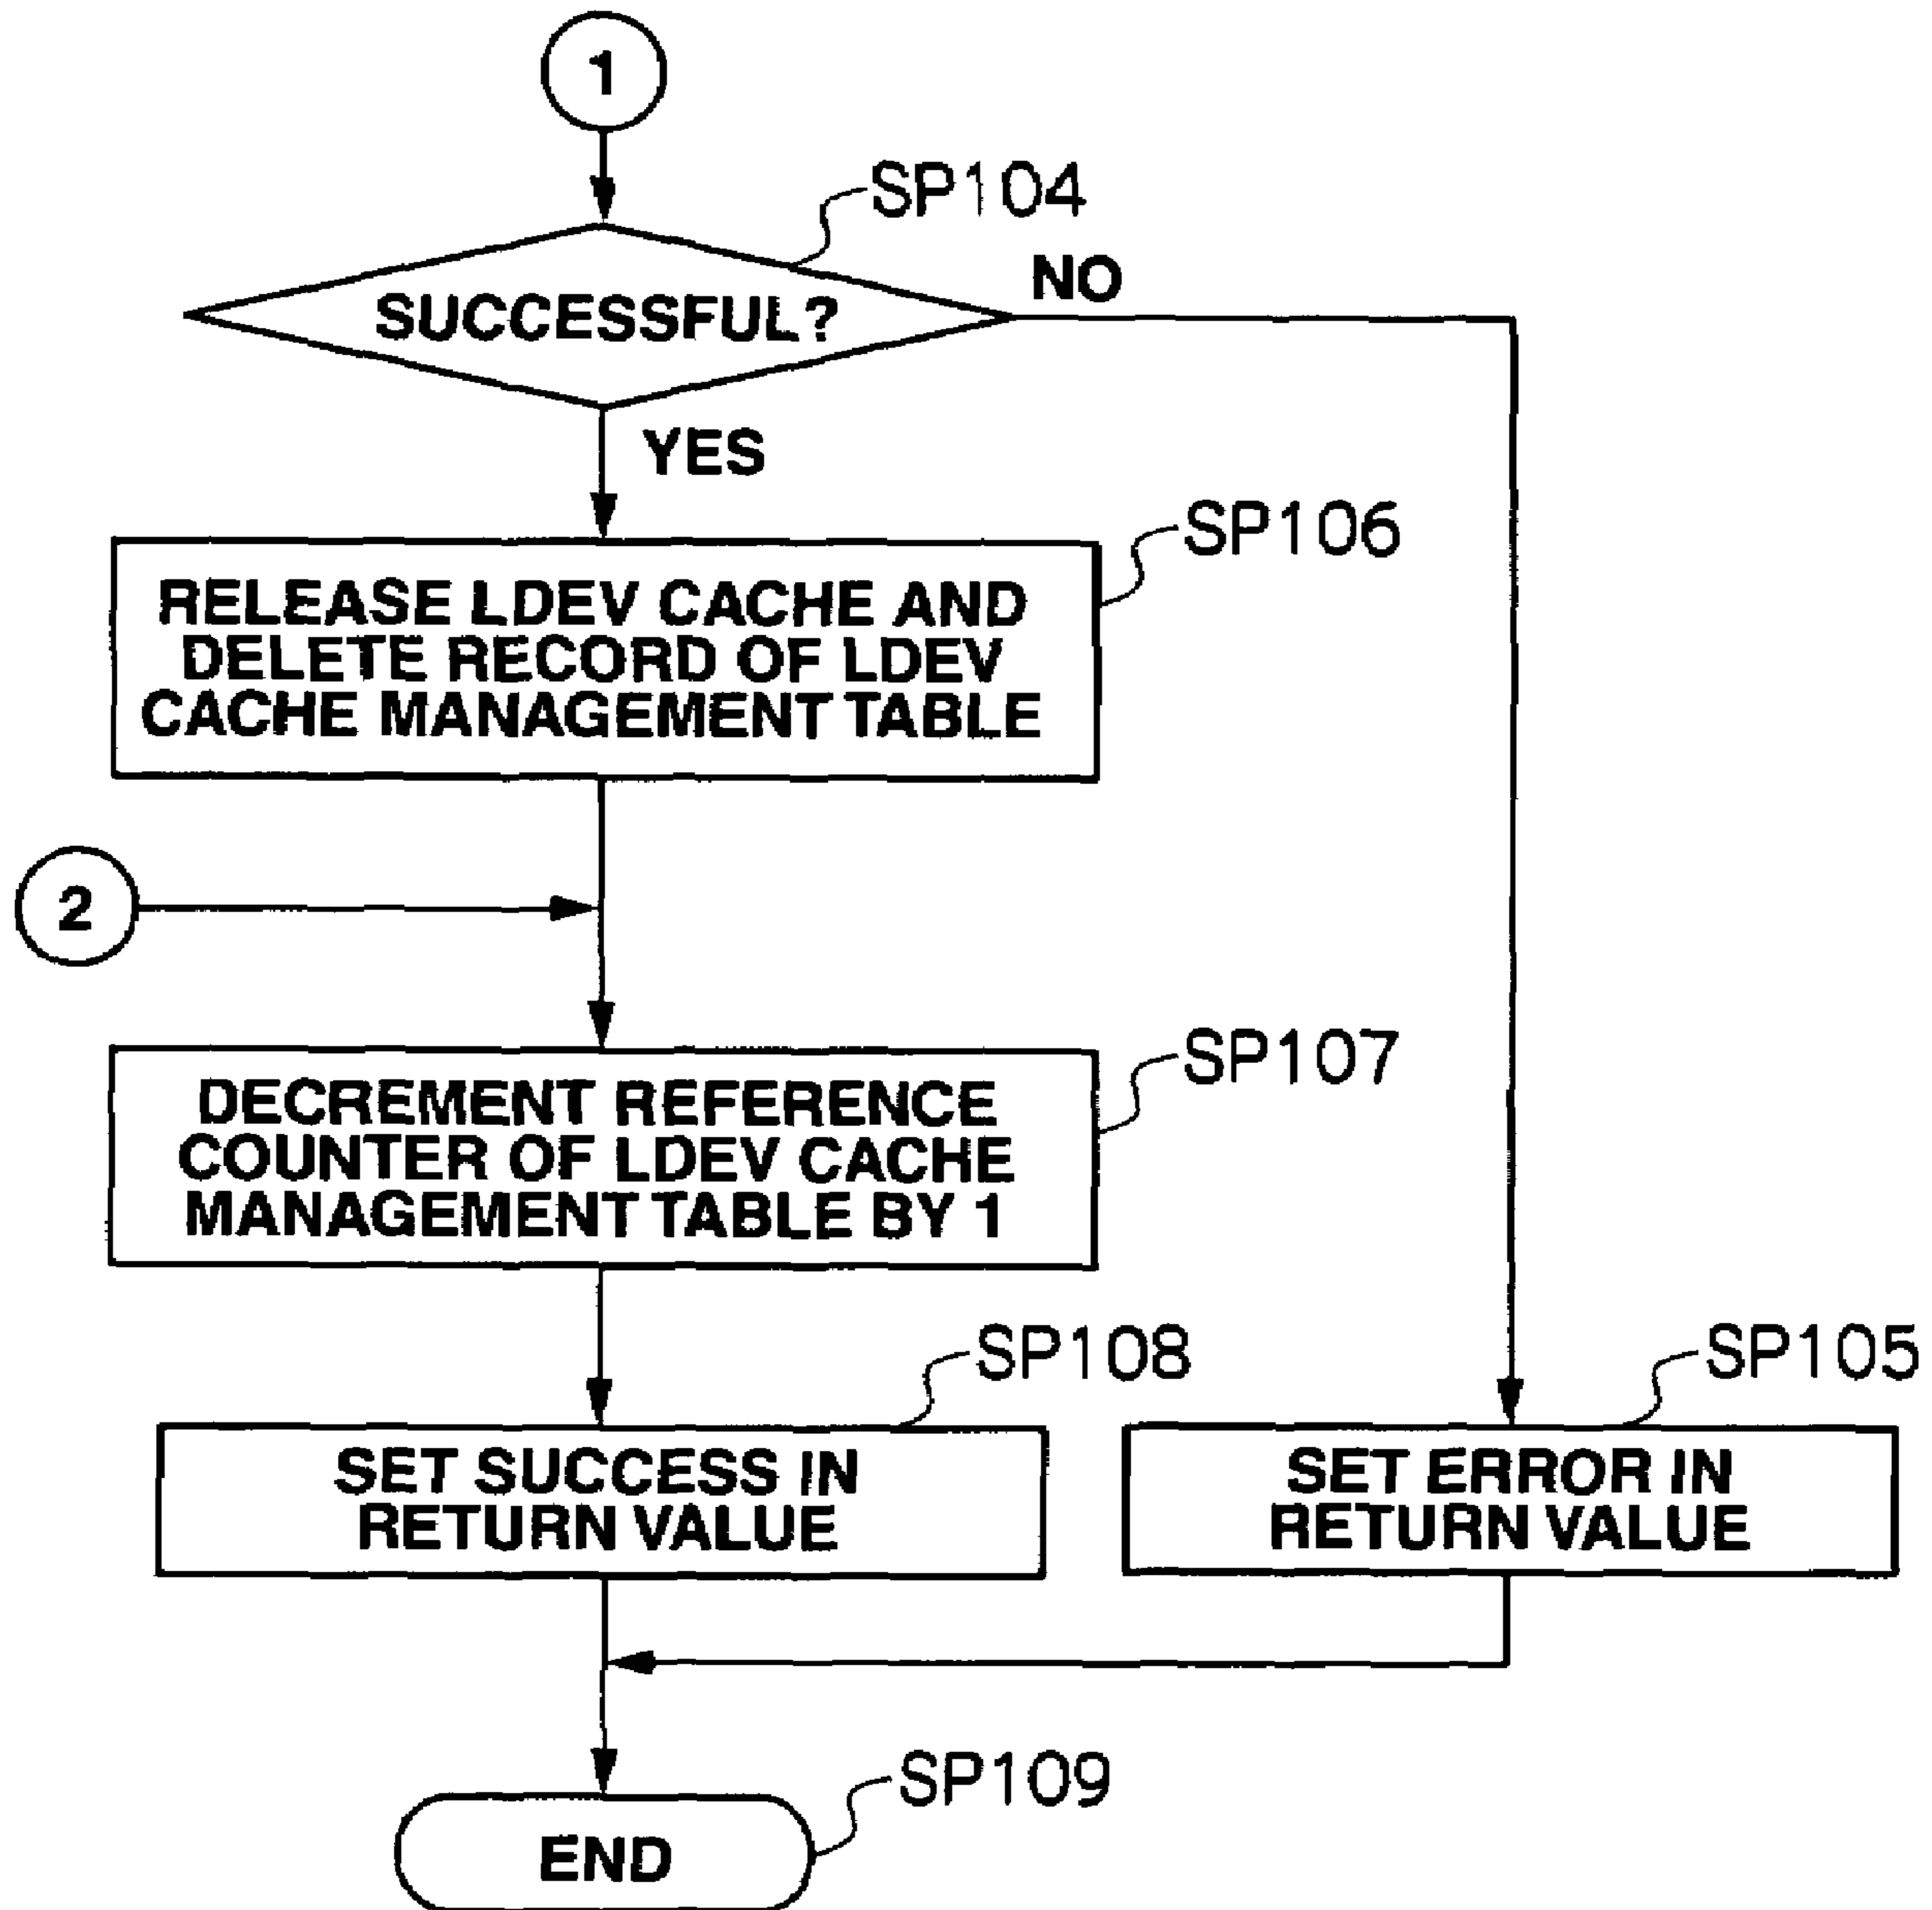 1
SP104
SUCCESSFUL?
NO
YES
SP106
RELEASE LDEV CACHE AND
DELETE RECORD OF LDEV
CACHE MANAGEMENT TABLE
2
SP107
DECREMENT REFERENCE
COUNTER OF LDEV CACHE
MANAGEMENT TABLE BY 1
SP108
SP105
SET SUCCESS IN
RETURN VALUE
SET ERROR IN
RETURN VALUE
SP109
END